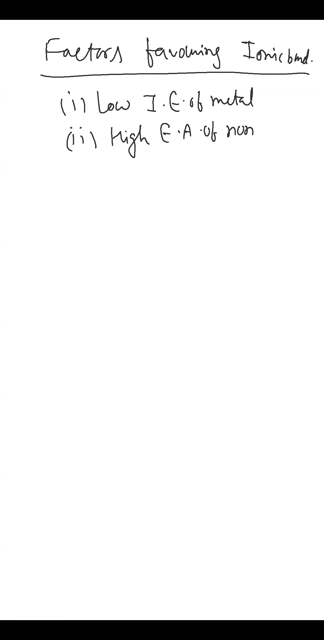 Factors favouring Ionic bond.
(i) Low I.E. of metal
(ii) High E.A. of non